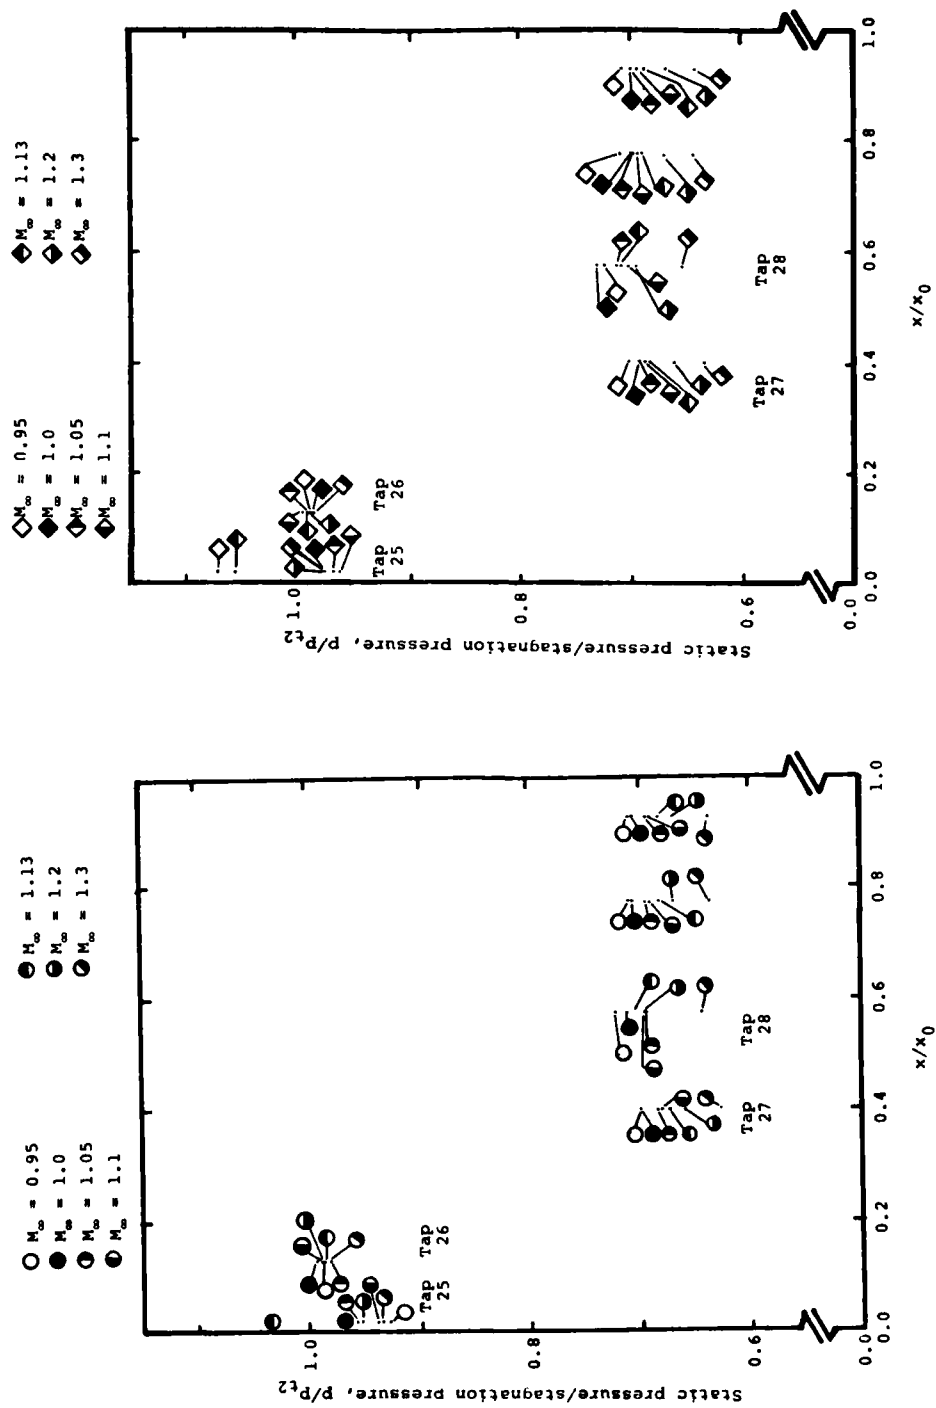 M∞ = 0.95
M∞ = 1.0
M∞ = 1.05
M∞ = 1.1
M∞ = 1.13
M∞ = 1.2
M∞ = 1.3
Static pressure/stagnation pressure, p/Pt2
1.0
0.8
0.6
0.0
Tap
25
Tap
26
Tap
27
Tap
28
0.0
0.2
0.4
0.6
0.8
1.0
x/x0
M∞ = 0.95
M∞ = 1.0
M∞ = 1.05
M∞ = 1.1
M∞ = 1.13
M∞ = 1.2
M∞ = 1.3
Static pressure/stagnation pressure, p/Pt2
1.0
0.8
0.6
0.0
Tap
25
Tap
26
Tap
27
Tap
28
0.0
0.2
0.4
0.6
0.8
1.0
x/x0